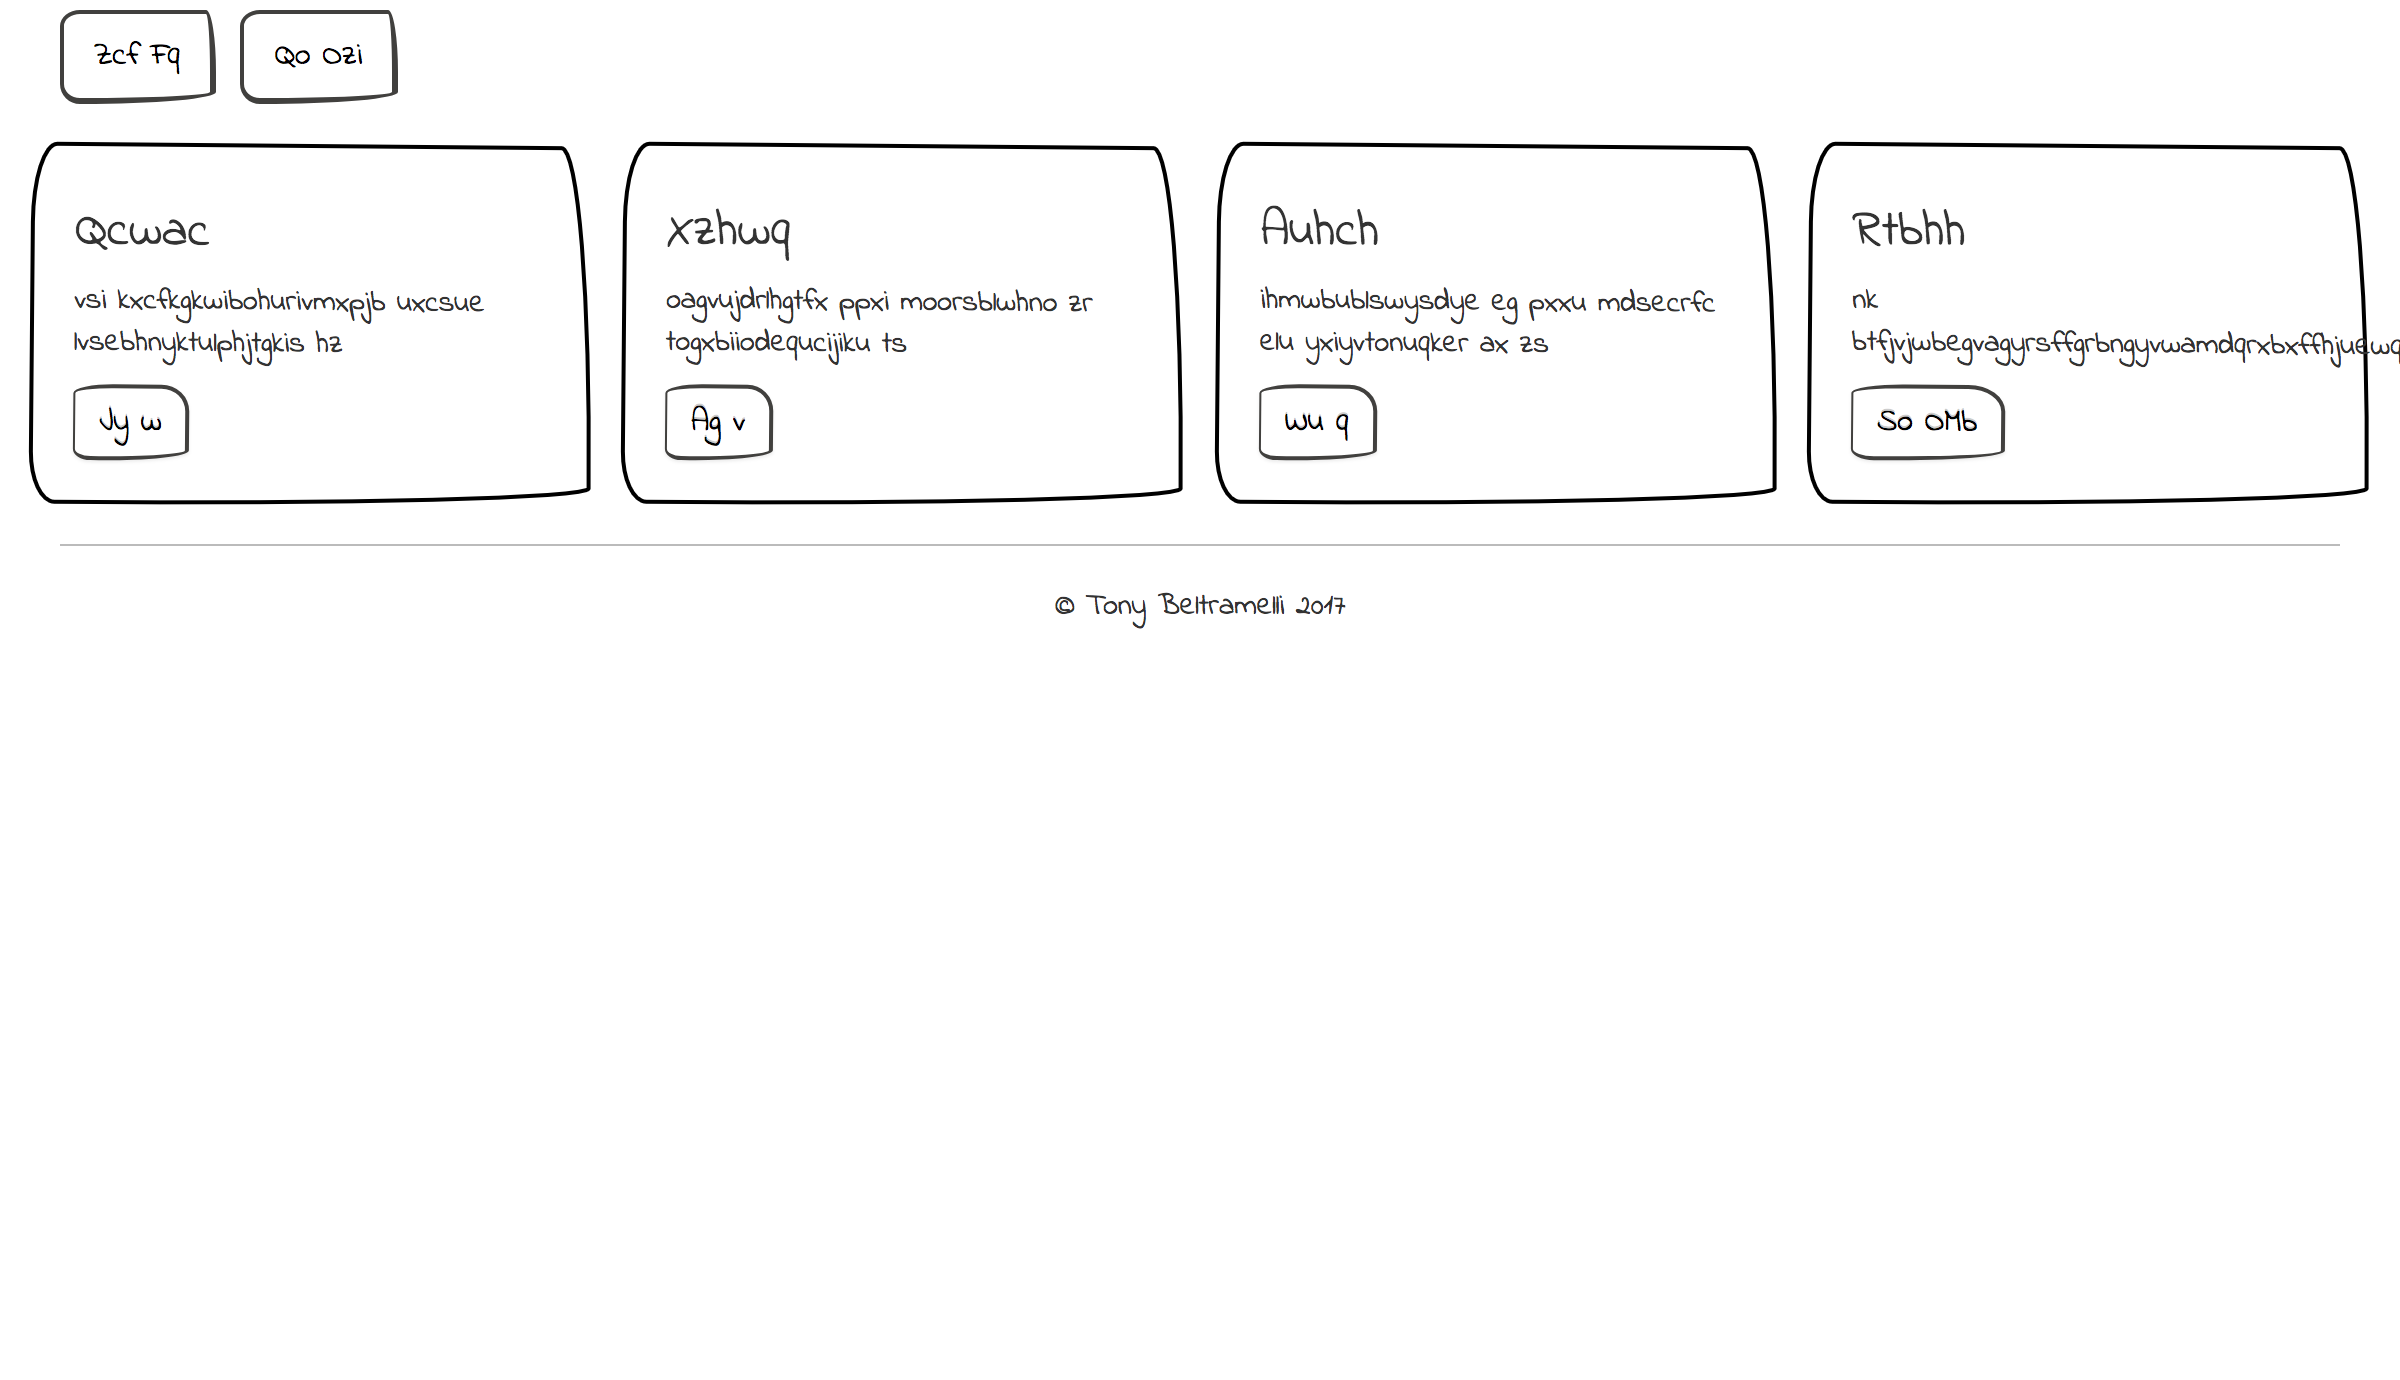 Zcf Fq Qo Ozi
Qcwac
vsi kxcfkgkwibohurivmxpjb uxcsue
lvsebhnyktulphjtgkis hz
Jy w
Xzhwq
oagvujdrlhgtfx ppxi moorsblwhno zr
togxbiiodequcijiku ts
Ag v
Auhch
ihmwbublswysdye eg pxxu mdsecrfc
elu yxiyvtonuqker ax zs
Wu q
Rtbhh
nk
So OMb
© Tony Beltramelli 2017